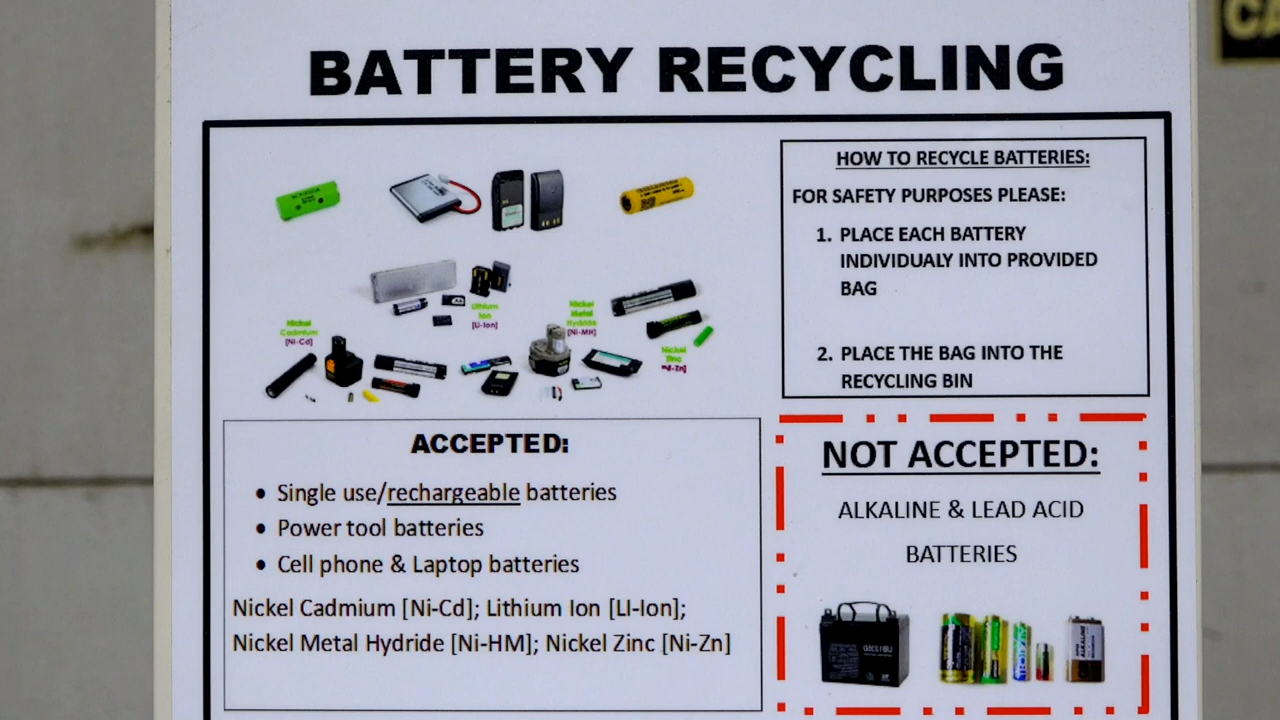 CA
BATTERY RECYCLING
Nickel
Cadmium
[Ni-Cd]
Lithium
Ion
[Li-Ion]
Nickel
Metal
Hydride
[Ni-MH]
Nickel
Zinc
HOW TO RECYCLE BATTERIES:
FOR SAFETY PURPOSES PLEASE:
1. PLACE EACH BATTERY
INDIVIDUALY INTO PROVIDED
BAG
2. PLACE THE BAG INTO THE
RECYCLING BIN
ACCEPTED:
• Single use/rechargeable batteries
• Power tool batteries
• Cell phone & Laptop batteries
Nickel Cadmium [Ni-Cd]; Lithium Ion [LI-Ion];
Nickel Metal Hydride [Ni-HM]; Nickel Zinc [Ni-Zn]
NOT ACCEPTED:
ALKALINE & LEAD ACID
BATTERIES